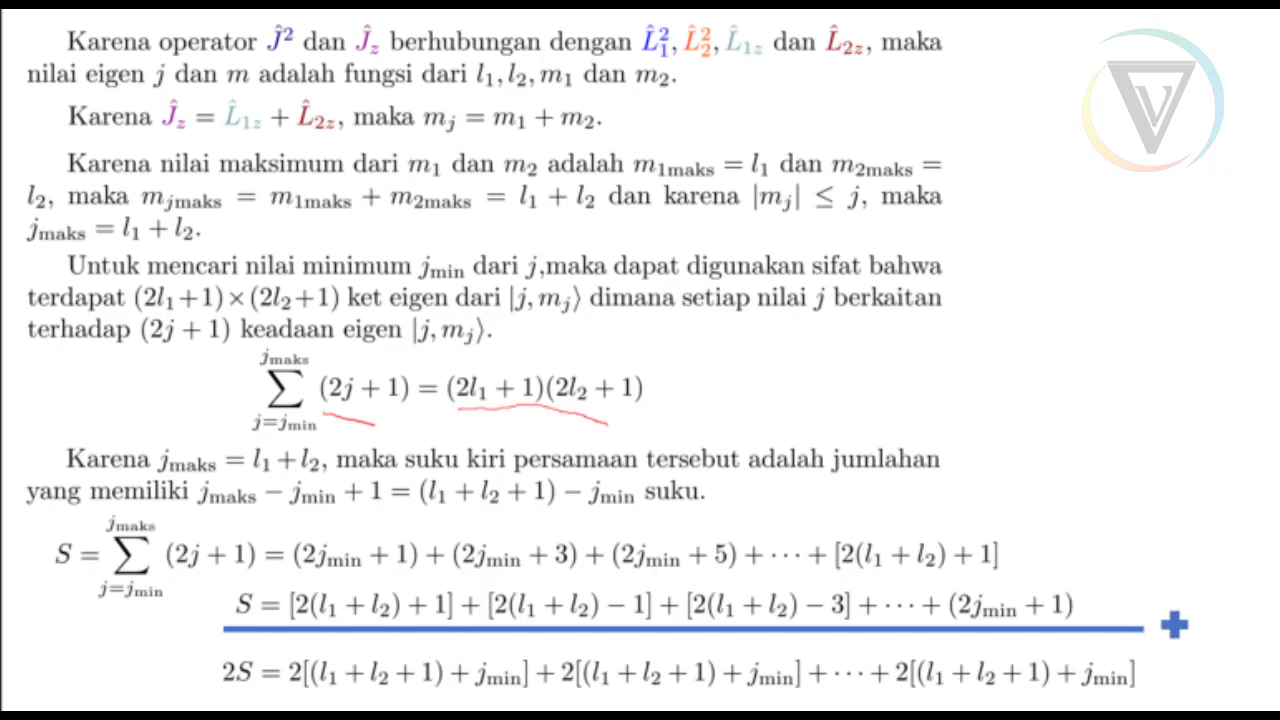 Karena operator Ĵ² dan Ĵ_z berhubungan dengan L̂₁², L̂₂², L̂_{1z} dan L̂_{2z}, maka
nilai eigen j dan m adalah fungsi dari l₁, l₂, m₁ dan m₂.
Karena Ĵ_z = L̂_{1z} + L̂_{2z}, maka m_j = m₁ + m₂.
Karena nilai maksimum dari m₁ dan m₂ adalah m_{1maks} = l₁ dan m_{2maks} =
l₂, maka m_{jmaks} = m_{1maks} + m_{2maks} = l₁ + l₂ dan karena |m_j| ≤ j, maka
j_{maks} = l₁ + l₂.
Untuk mencari nilai minimum j_{min} dari j,maka dapat digunakan sifat bahwa
terdapat (2l₁+1)×(2l₂+1) ket eigen dari |j, m_j⟩ dimana setiap nilai j berkaitan
terhadap (2j + 1) keadaan eigen |j, m_j⟩.
∑_{j=j_{min}}^{j_{maks}} (2j + 1) = (2l₁ + 1)(2l₂ + 1)
Karena j_{maks} = l₁ + l₂, maka suku kiri persamaan tersebut adalah jumlahan
yang memiliki j_{maks} − j_{min} + 1 = (l₁ + l₂ + 1) − j_{min} suku.
S = ∑_{j=j_{min}}^{j_{maks}} (2j + 1) = (2j_{min} + 1) + (2j_{min} + 3) + (2j_{min} + 5) + ⋯ + [2(l₁ + l₂) + 1]
S = [2(l₁ + l₂) + 1] + [2(l₁ + l₂) − 1] + [2(l₁ + l₂) − 3] + ⋯ + (2j_{min} + 1)
+
2S = 2[(l₁ + l₂ + 1) + j_{min}] + 2[(l₁ + l₂ + 1) + j_{min}] + ⋯ + 2[(l₁ + l₂ + 1) + j_{min}]